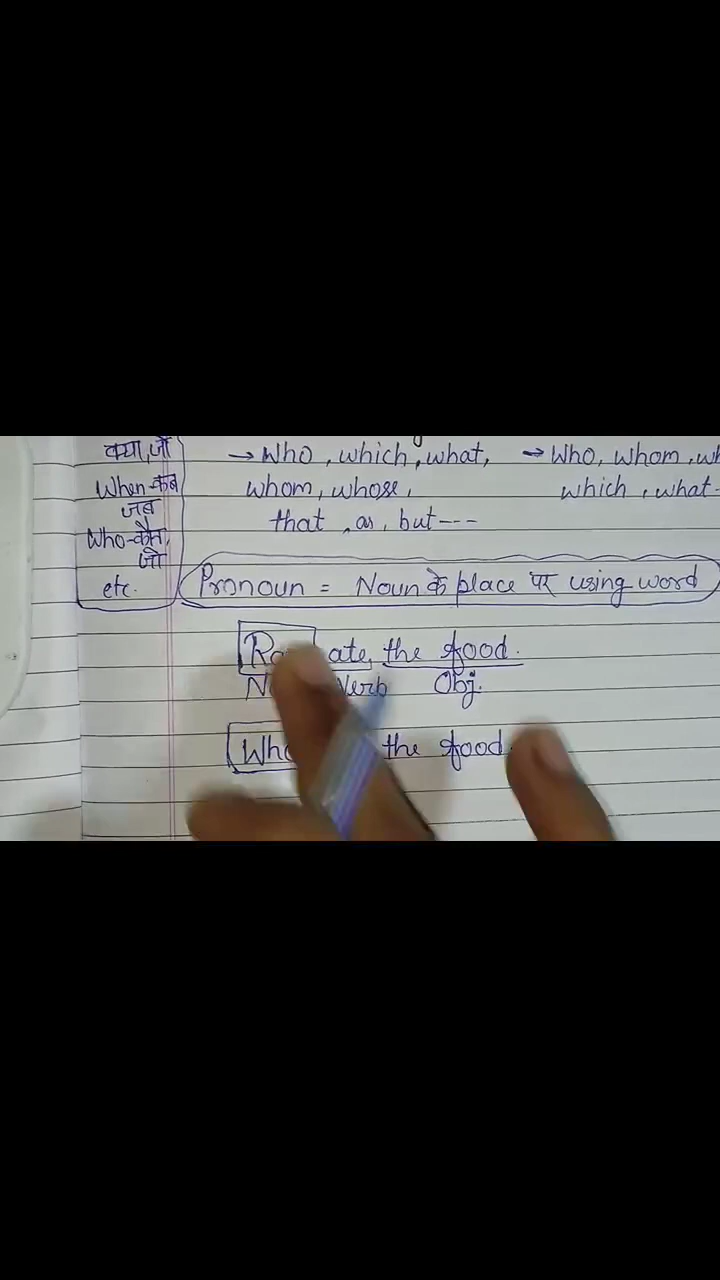 क्या, जो
When-कब
जब
Who-कौन,
जो
etc.
→ Who, which, what,
whom, whose,
that, as, but---
→ Who, whom,
which, what-
Pronoun = Noun के place पर using word
ate the food.
Verb Obj.
the food.